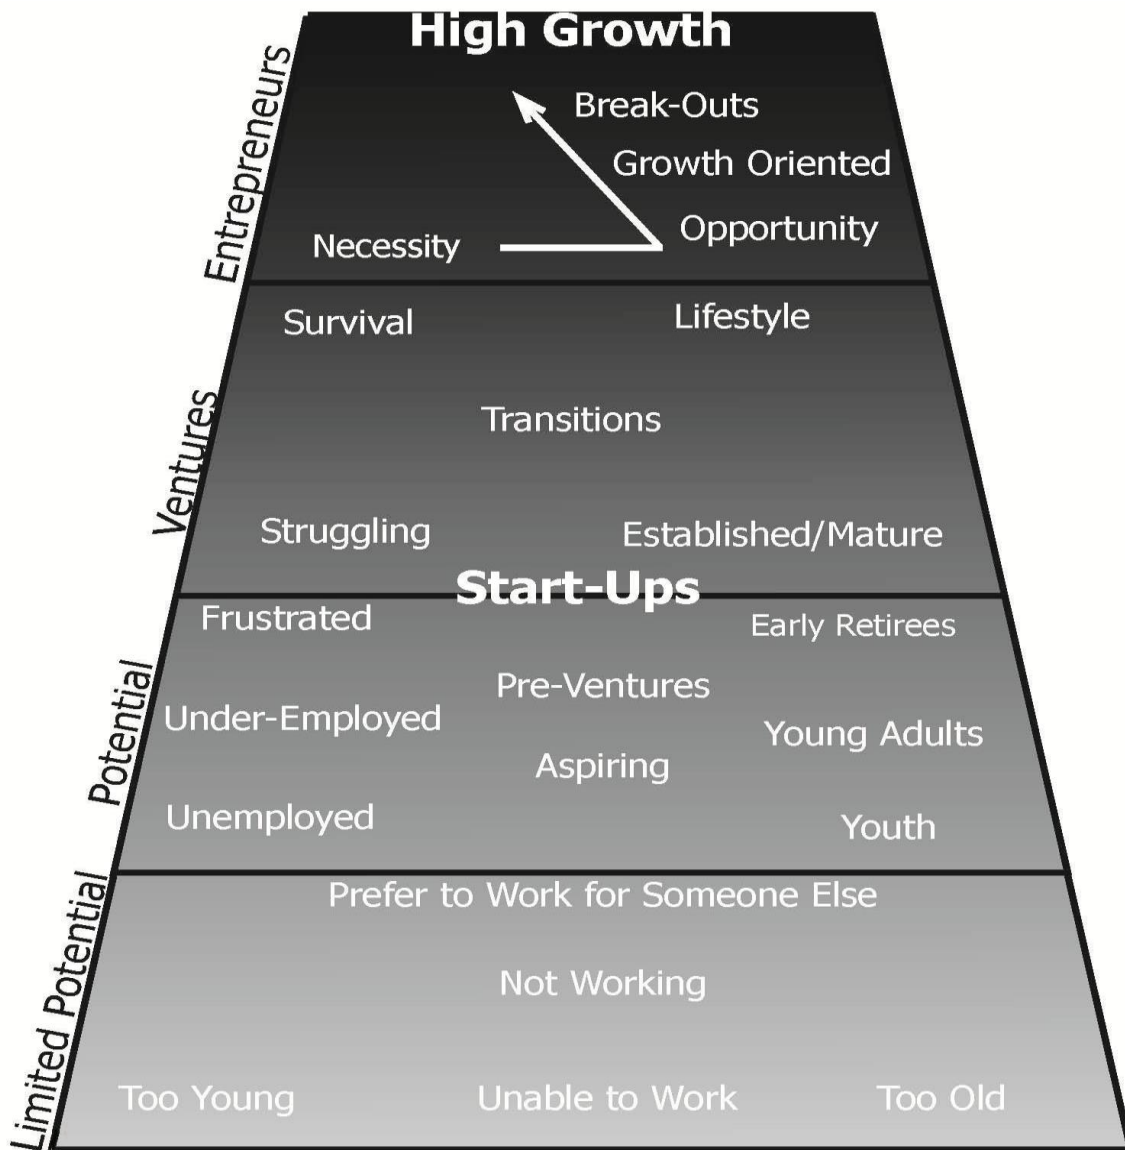 High Growth
Entrepreneurs
Break-Outs
Growth Oriented
Opportunity
Necessity
Ventures
Survival
Lifestyle
Transitions
Struggling
Established/Mature
Start-Ups
Potential
Frustrated
Early Retirees
Pre-Ventures
Under-Employed
Young Adults
Aspiring
Unemployed
Youth
Limited Potential
Prefer to Work for Someone Else
Not Working
Too Young
Unable to Work
Too Old